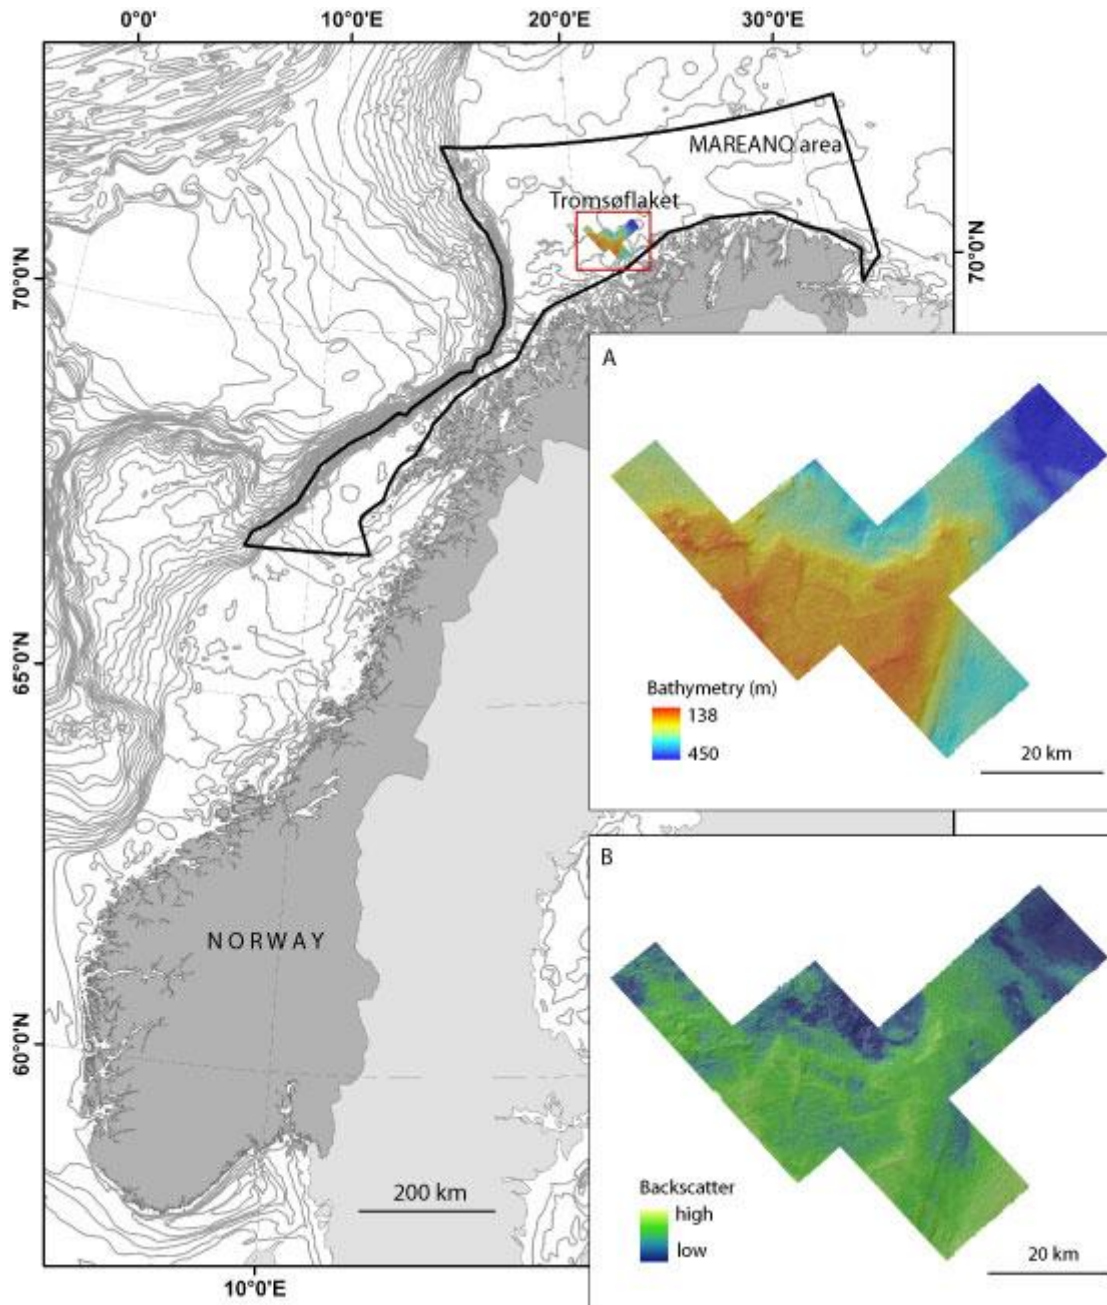 0°0'
10°0'E
20°0'E
30°0'E
MAREANO area
Tromsøflaket
70°0'N
70°0'N
A
Bathymetry (m)
138
450
20 km
65°0'N
B
NORWAY
60°0'N
200 km
Backscatter
high
low
20 km
10°0'E